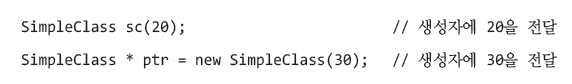 SimpleClass sc(20); // 생성자에 20을 전달
SimpleClass * ptr = new SimpleClass(30); // 생성자에 30을 전달